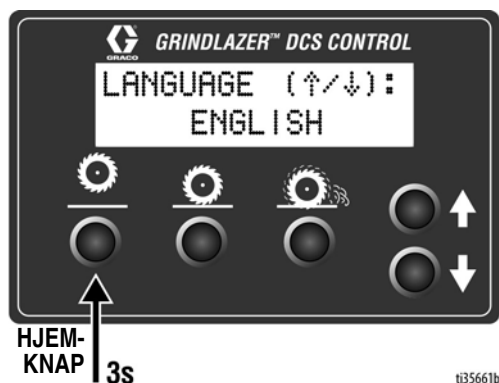 GRACO
GRINDLAZER™ DCS CONTROL
LANGUAGE (↑/↓):
ENGLISH
HJEM-
KNAP
3s
ti35661b